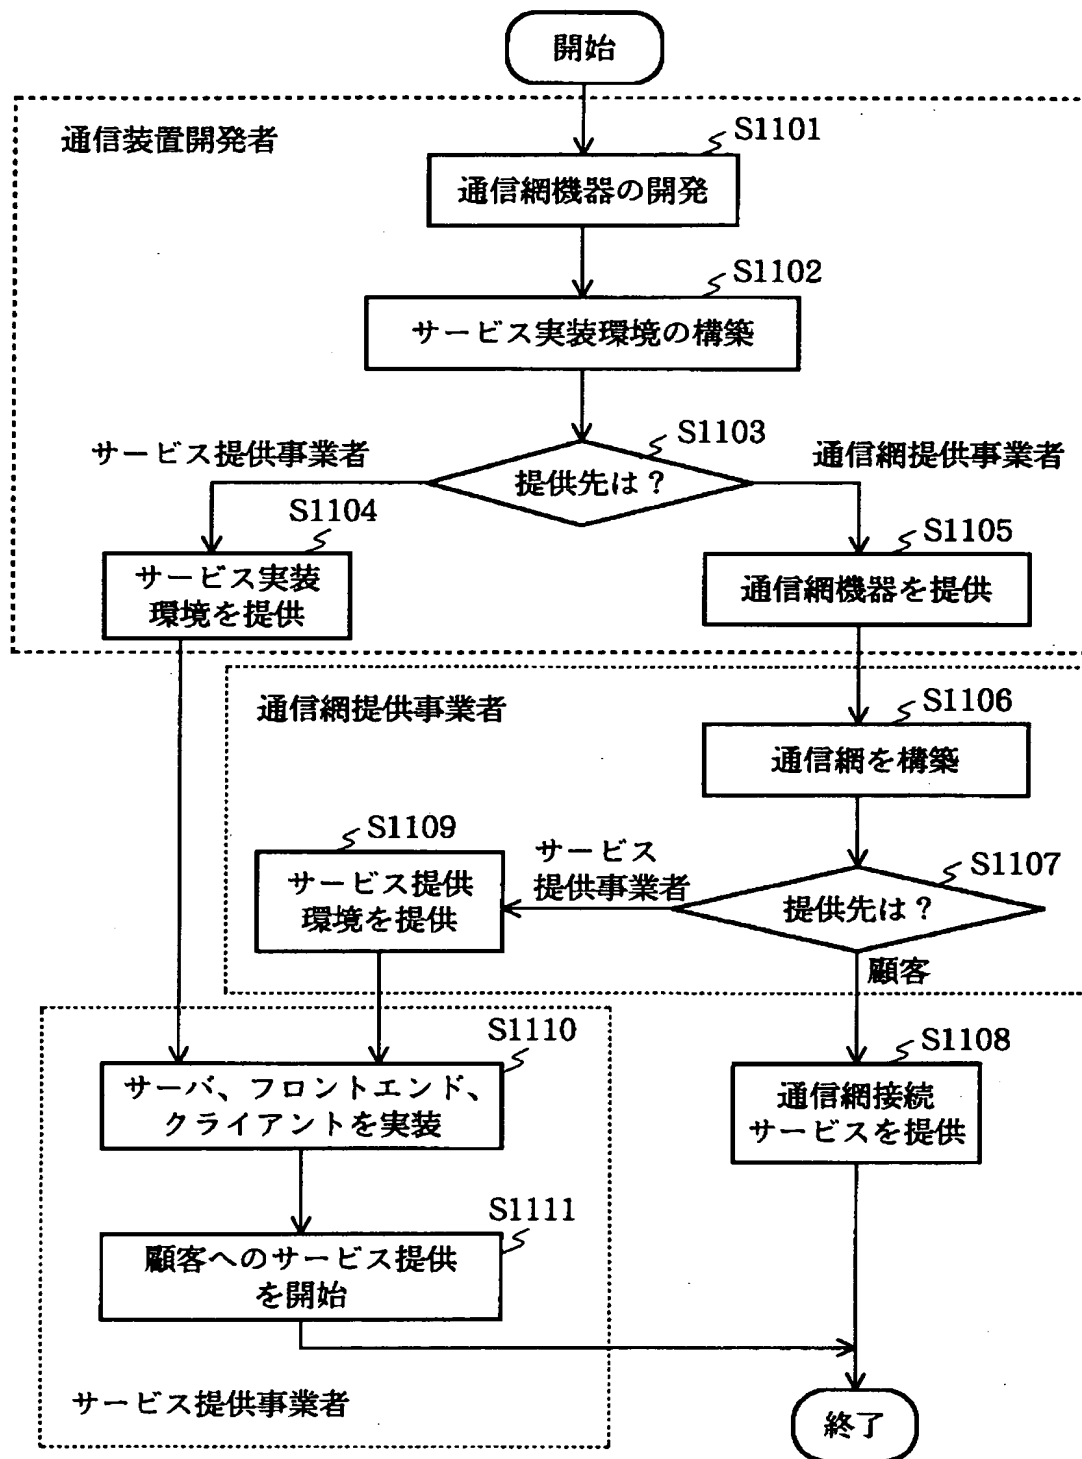 開始
通信装置開発者
S1101
通信網機器の開発
S1102
サービス実装環境の構築
S1103
サービス提供事業者
提供先は？
通信網提供事業者
S1104
サービス実装
環境を提供
S1105
通信網機器を提供
通信網提供事業者
S1106
通信網を構築
S1109
サービス提供
環境を提供
サービス
提供事業者
S1107
提供先は？
顧客
S1110
サーバ、フロントエンド、
クライアントを実装
S1108
通信網接続
サービスを提供
S1111
顧客へのサービス提供
を開始
サービス提供事業者
終了